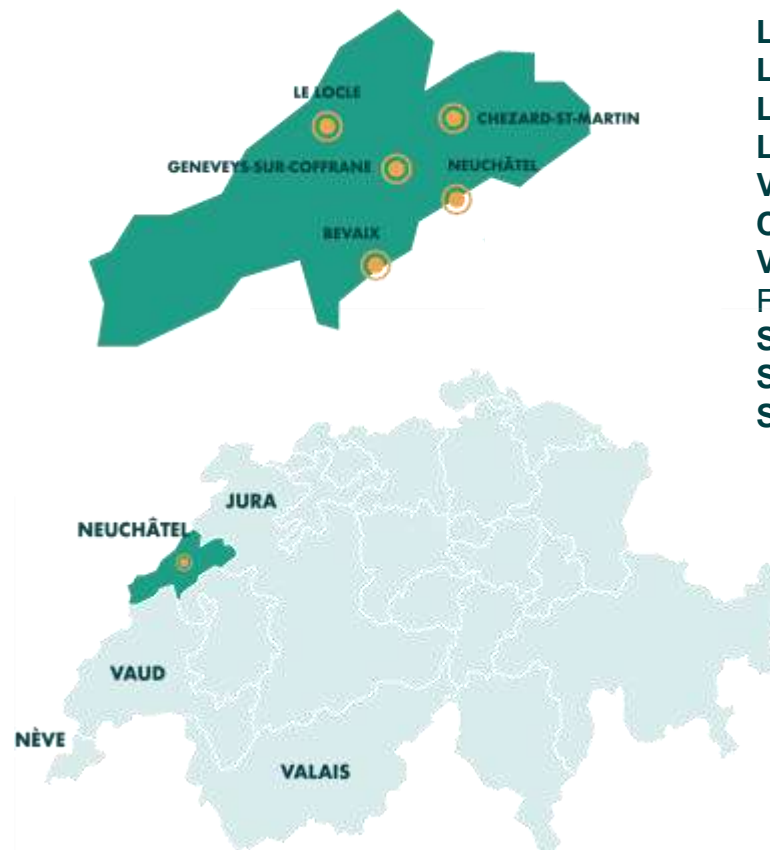 LE LOCLE
CHEZARD-ST-MARTIN
GENEVEYS-SUR-COFFRANE
NEUCHÂTEL
BEVAIX
L
L
L
L
V
C
V
F
S
S
S
JURA
NEUCHÂTEL
VAUD
NÈVE
VALAIS